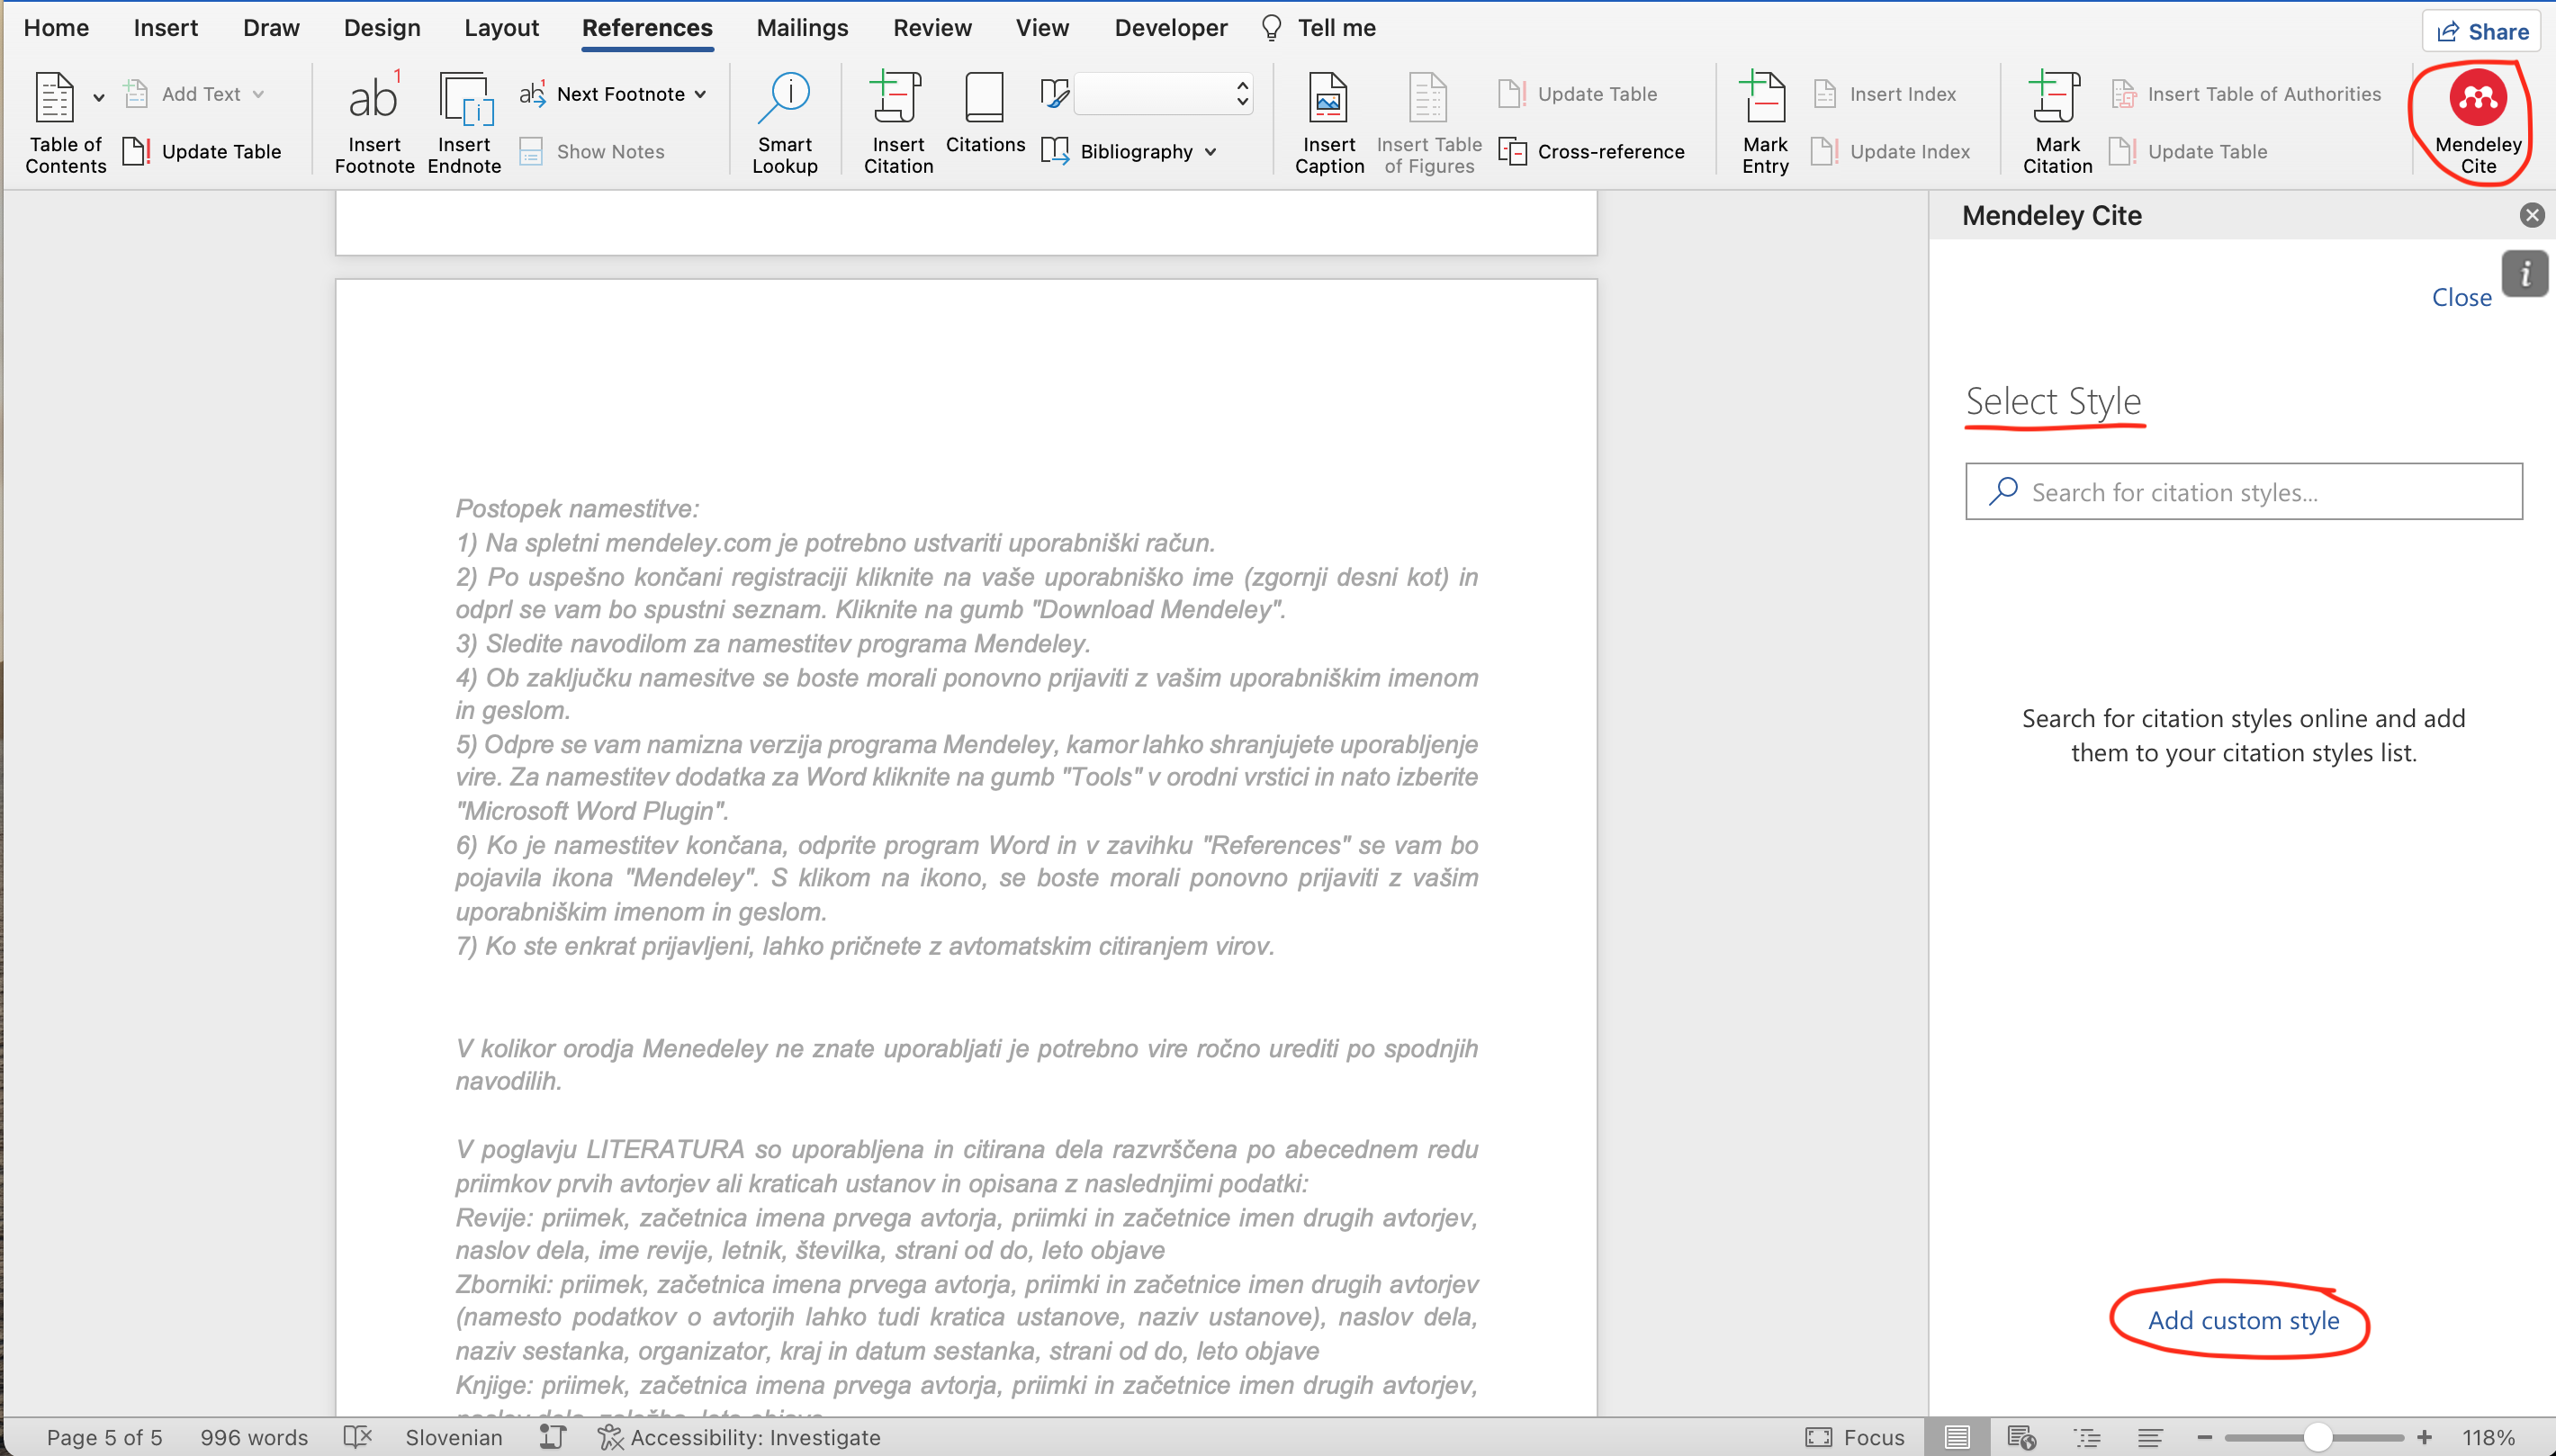 Home Insert Draw Design Layout References Mailings Review View Developer Tell me Share
Table of Contents
Add Text
Update Table
ab 1
Insert Footnote
Insert Endnote
ab 1 Next Footnote
Show Notes
Smart Lookup
Insert Citation
Citations
Bibliography
Insert Caption
Insert Table of Figures
Update Table
Cross-reference
Mark Entry
Insert Index
Update Index
Mark Citation
Insert Table of Authorities
Update Table
Mendeley Cite
Postopek namestitve:
1) Na spletni mendeley.com je potrebno ustvariti uporabniški račun.
2) Po uspešno končani registraciji kliknite na vaše uporabniško ime (zgornji desni kot) in
odprl se vam bo spustni seznam. Kliknite na gumb "Download Mendeley".
3) Sledite navodilom za namestitev programa Mendeley.
4) Ob zaključku namesitve se boste morali ponovno prijaviti z vašim uporabniškim imenom
in geslom.
5) Odpre se vam namizna verzija programa Mendeley, kamor lahko shranjujete uporabljenje
vire. Za namestitev dodatka za Word kliknite na gumb "Tools" v orodni vrstici in nato izberite
"Microsoft Word Plugin".
6) Ko je namestitev končana, odprite program Word in v zavihku "References" se vam bo
pojavila ikona "Mendeley". S klikom na ikono, se boste morali ponovno prijaviti z vašim
uporabniškim imenom in geslom.
7) Ko ste enkrat prijavljeni, lahko pričnete z avtomatskim citiranjem virov.
V kolikor orodja Menedeley ne znate uporabljati je potrebno vire ročno urediti po spodnjih
navodilih.
V poglavju LITERATURA so uporabljena in citirana dela razvrščena po abecednem redu
priimkov prvih avtorjev ali kraticah ustanov in opisana z naslednjimi podatki:
Revije: priimek, začetnica imena prvega avtorja, priimki in začetnice imen drugih avtorjev,
naslov dela, ime revije, letnik, številka, strani od do, leto objave
Zborniki: priimek, začetnica imena prvega avtorja, priimki in začetnice imen drugih avtorjev
(namesto podatkov o avtorjih lahko tudi kratica ustanove, naziv ustanove), naslov dela,
naziv sestanka, organizator, kraj in datum sestanka, strani od do, leto objave
Knjige: priimek, začetnica imena prvega avtorja, priimki in začetnice imen drugih avtorjev,
Mendeley Cite
i
Close
Select Style
Search for citation styles...
Search for citation styles online and add
them to your citation styles list.
Add custom style
Page 5 of 5 996 words Slovenian Accessibility: Investigate Focus 118%